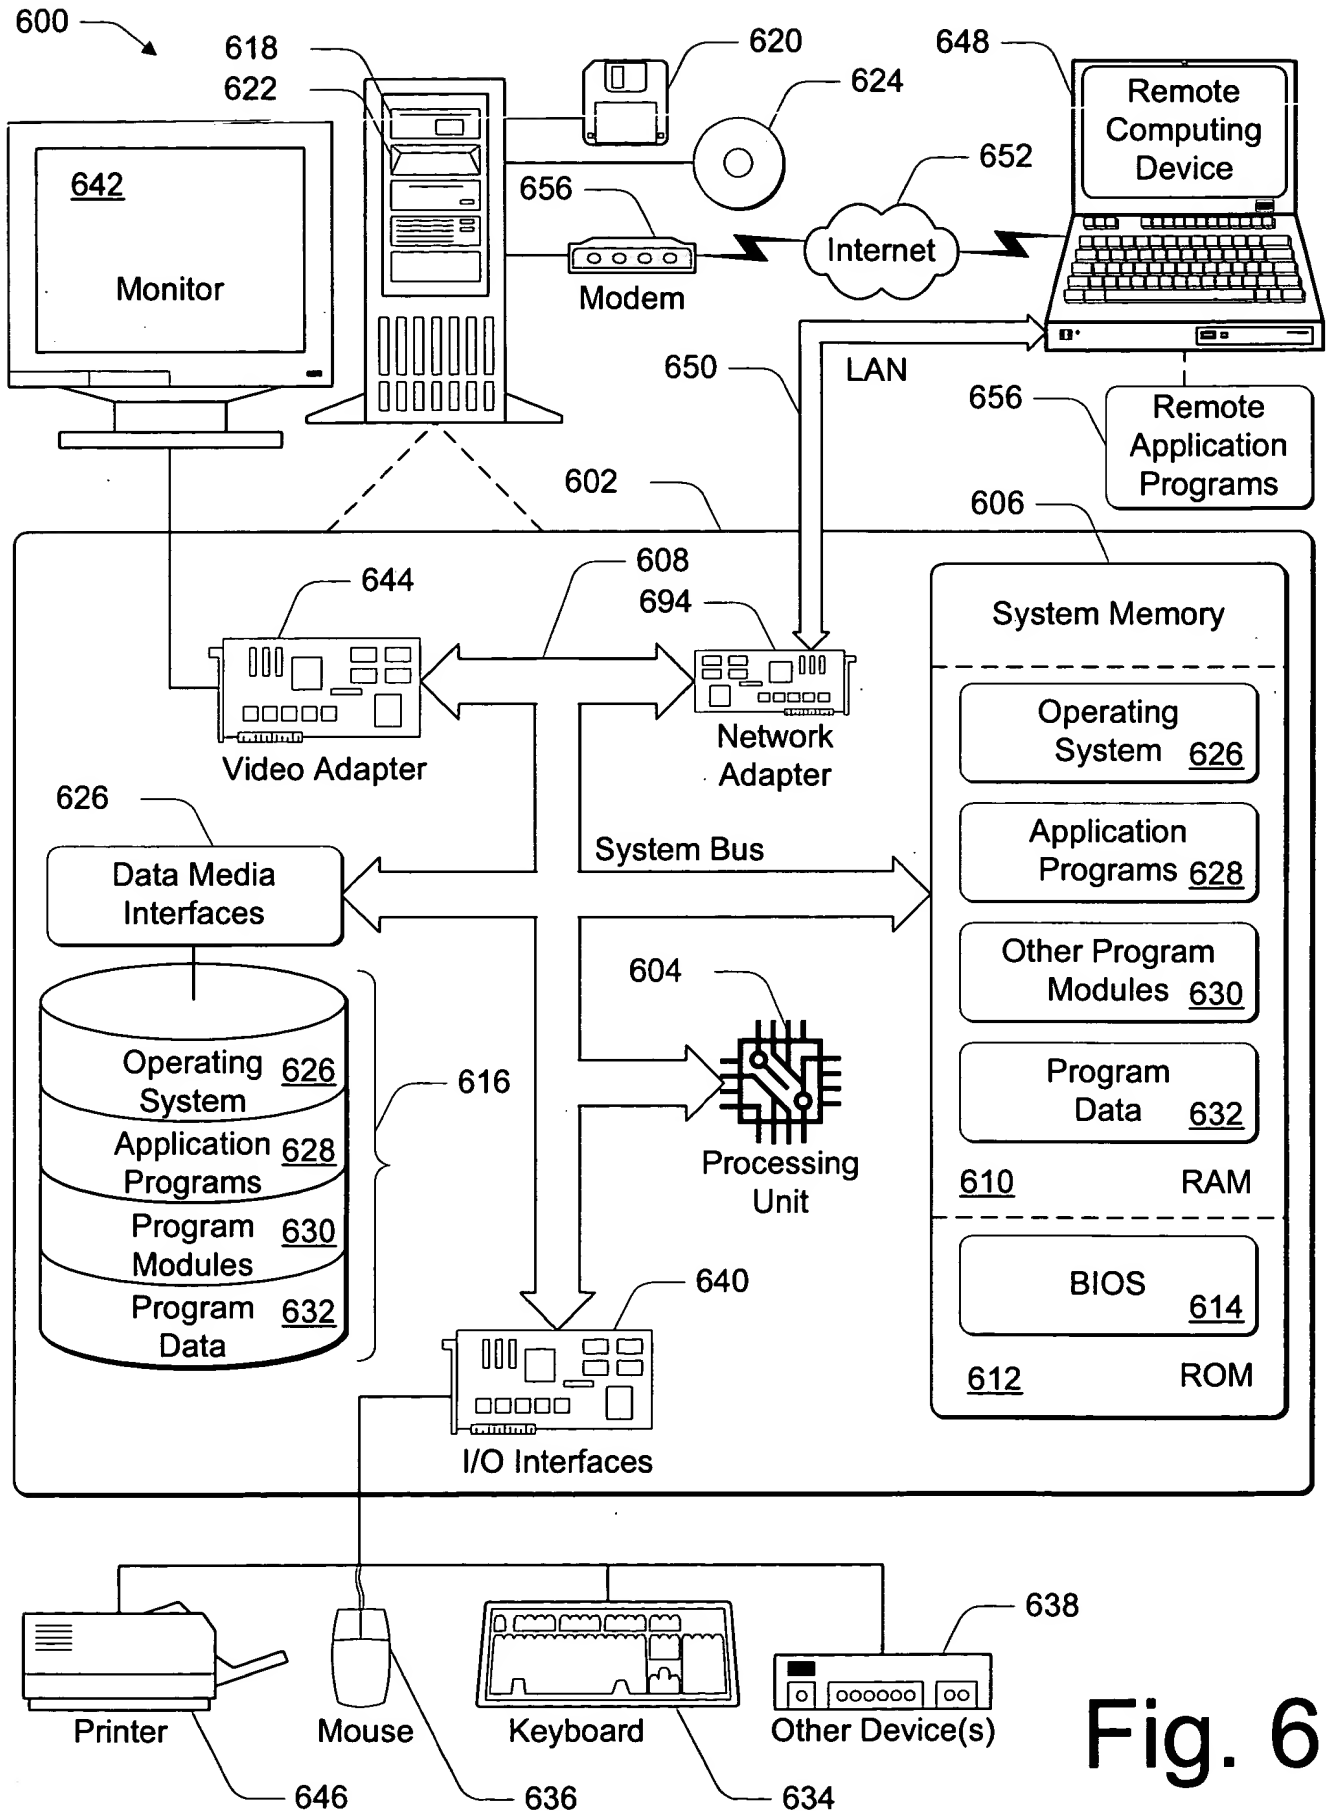 600
618
622
620
624
648
Remote
Computing
Device
652
656
642
Monitor
Modem
Internet
650
LAN
656
Remote
Application
Programs
602
606
608
644
694
System Memory
Operating
System 626
Video Adapter
Network
Adapter
626
Application
Programs 628
System Bus
Data Media
Interfaces
Other Program
Modules 630
604
Program
Data 632
Operating
System 626
616
Application
Programs 628
Processing
Unit
610 RAM
Program
Modules 630
640
BIOS
614
Program
Data 632
612 ROM
I/O Interfaces
638
Printer
Mouse
Keyboard
Other Device(s)
646
636
634
Fig. 6